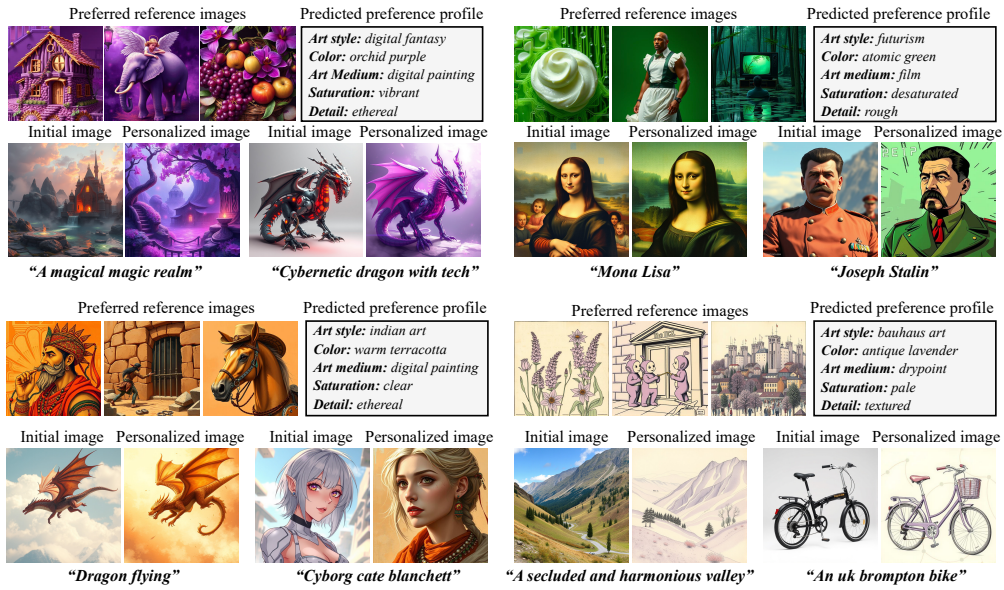 Preferred reference images
Predicted preference profile
Art style: digital fantasy
Color: orchid purple
Art Medium: digital painting
Saturation: vibrant
Detail: ethereal
Initial image
Personalized image
Initial image
Personalized image
“A magical magic realm”
“Cybernetic dragon with tech”
Preferred reference images
Predicted preference profile
Art style: futurism
Color: atomic green
Art medium: film
Saturation: desaturated
Detail: rough
Initial image
Personalized image
Initial image
Personalized image
“Mona Lisa”
“Joseph Stalin”
Preferred reference images
Predicted preference profile
Art style: indian art
Color: warm terracotta
Art medium: digital painting
Saturation: clear
Detail: ethereal
Initial image
Personalized image
Initial image
Personalized image
“Dragon flying”
“Cyborg cate blanchett”
Preferred reference images
Predicted preference profile
Art style: bauhaus art
Color: antique lavender
Art medium: drypoint
Saturation: pale
Detail: textured
Initial image
Personalized image
Initial image
Personalized image
“A secluded and harmonious valley”
“An uk brompton bike”